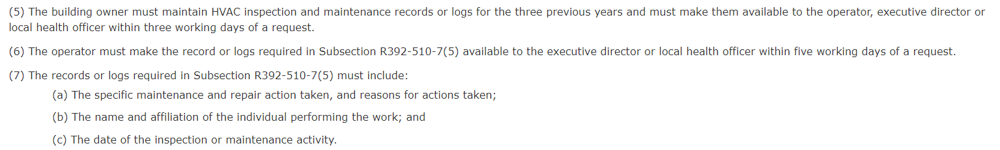 (5) The building owner must maintain HVAC inspection and maintenance records or logs for the three previous years and must make them available to the operator, executive director or
local health officer within three working days of a request.
(6) The operator must make the record or logs required in Subsection R392-510-7(5) available to the executive director or local health officer within five working days of a request.
(7) The records or logs required in Subsection R392-510-7(5) must include:
(a) The specific maintenance and repair action taken, and reasons for actions taken;
(b) The name and affiliation of the individual performing the work; and
(c) The date of the inspection or maintenance activity.